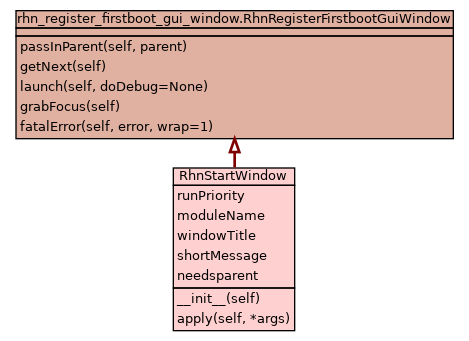 rhn_register_firstboot_gui_window.RhnRegisterFirstbootGuiWindow
passInParent(self, parent)
getNext(self)
launch(self, doDebug=None)
grabFocus(self)
fatalError(self, error, wrap=1)
RhnStartWindow
runPriority
moduleName
windowTitle
shortMessage
needsparent
__init__(self)
apply(self, *args)